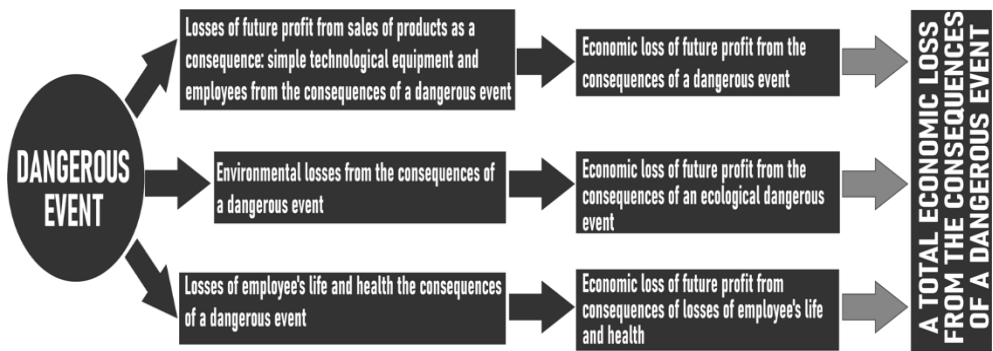 DANGEROUS
EVENT
Losses of future profit from sales of products as a
consequence: simple technological equipment and
employees from the consequences of a dangerous event
Economic loss of future profit from the
consequences of a dangerous event
Environmental losses from the consequences of
a dangerous event
Economic loss of future profit from the
consequences of an ecological dangerous
event
Losses of employee's life and health the consequences
of a dangerous event
Economic loss of future profit from
consequences of losses of employee's life
and health
A TOTAL ECONOMIC LOSS
FROM THE CONSEQUENCES
OF A DANGEROUS EVENT